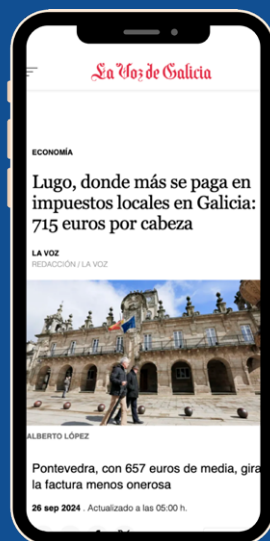 La Voz de Galicia
ECONOMÍA
Lugo, donde más se paga en
impuestos locales en Galicia:
715 euros por cabeza
LA VOZ
REDACCIÓN / LA VOZ
ALBERTO LÓPEZ
Pontevedra, con 657 euros de media, gira
la factura menos onerosa
26 sep 2024 . Actualizado a las 05:00 h.